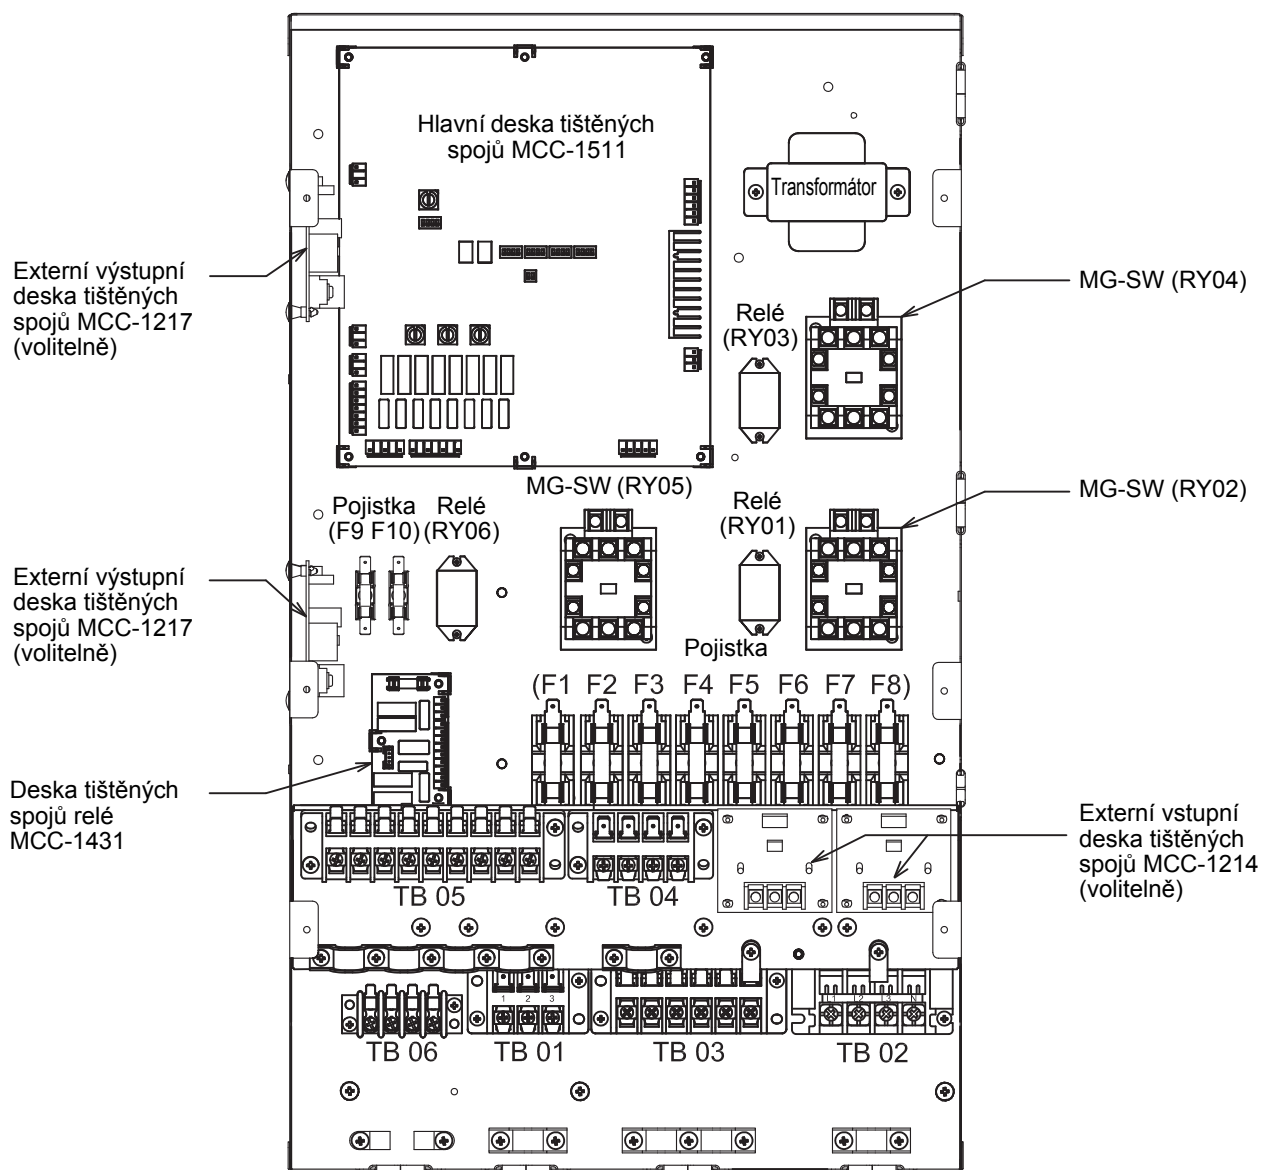 Hlavní deska tištěných
spojů MCC-1511
Transformátor
Externí výstupní
deska tištěných
spojů MCC-1217
(volitelně)
MG-SW (RY04)
Relé
(RY03)
MG-SW (RY05)
MG-SW (RY02)
Pojistka
(F9 F10)
Relé
(RY06)
Relé
(RY01)
Externí výstupní
deska tištěných
spojů MCC-1217
(volitelně)
Pojistka
(F1 F2 F3 F4 F5 F6 F7 F8)
Deska tištěných
spojů relé
MCC-1431
Externí vstupní
deska tištěných
spojů MCC-1214
(volitelně)
TB 05
TB 04
1 2 3
L1 L2 L3 N
TB 06
TB 01
TB 03
TB 02